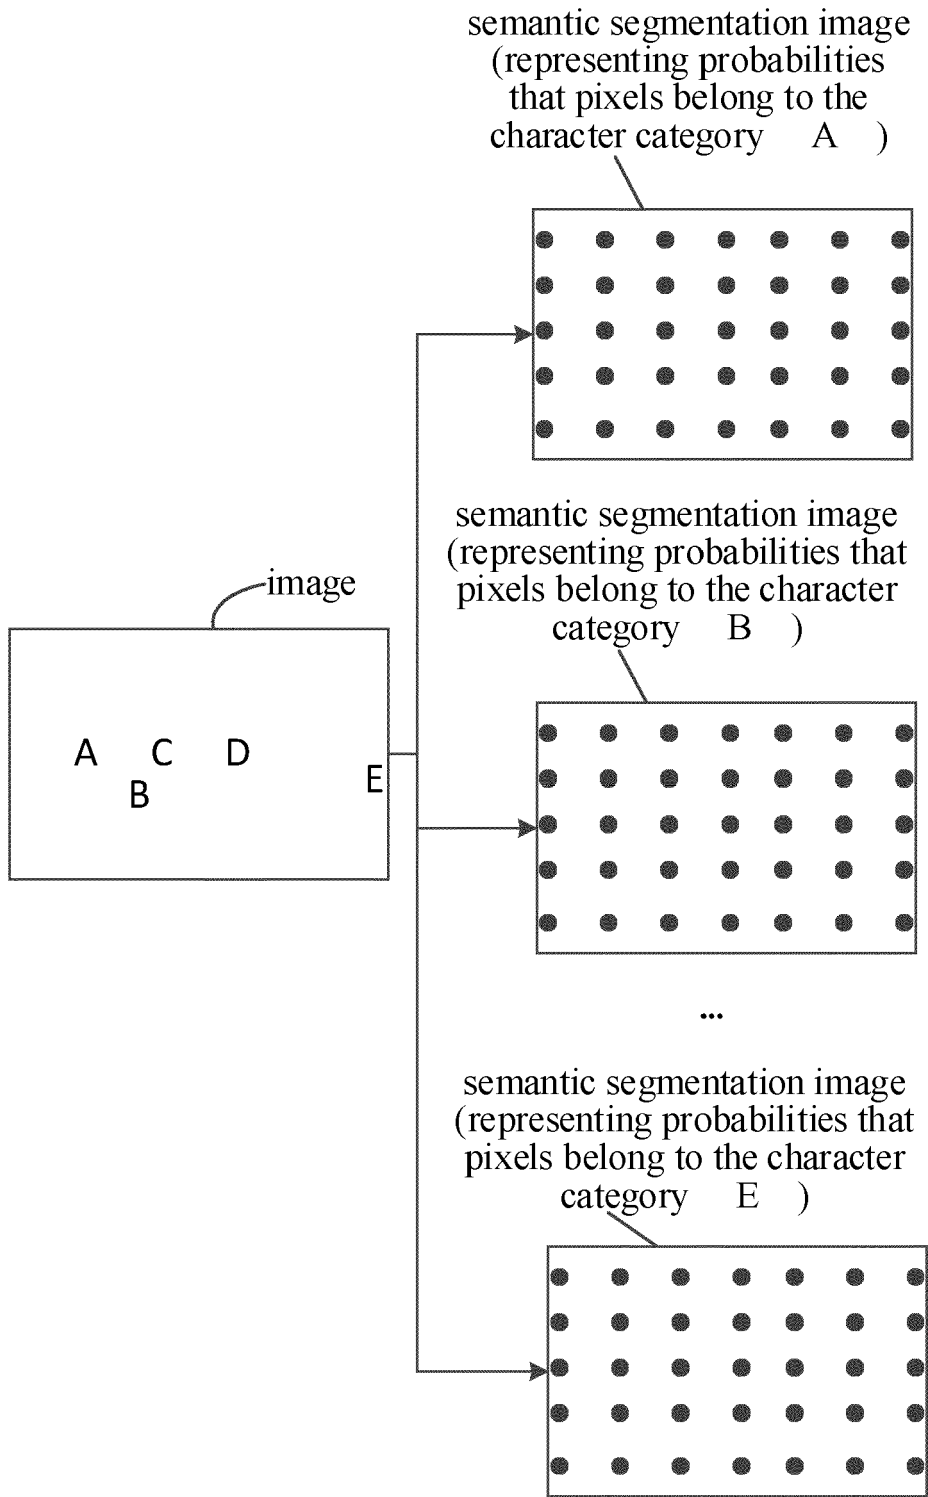 semantic segmentation image
(representing probabilities
that pixels belong to the
character category A )
semantic segmentation image
(representing probabilities that
pixels belong to the character
category B )
image
A C D
E
B
...
semantic segmentation image
(representing probabilities that
pixels belong to the character
category E )